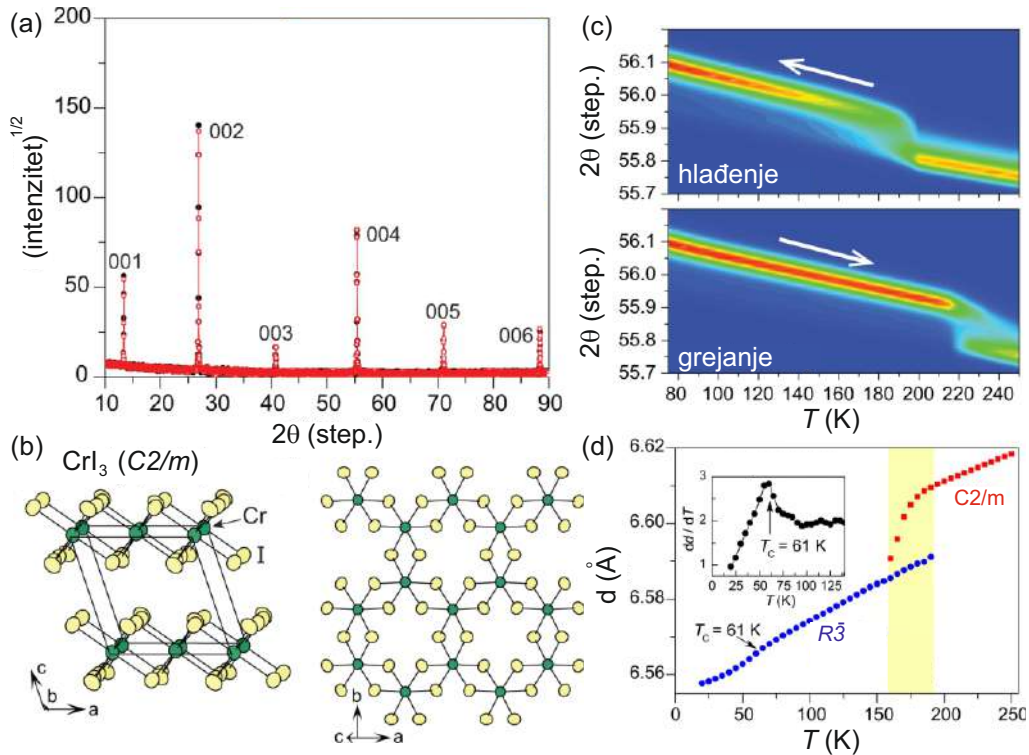 (a)
200
150
100
50
0
(intenzitet)1/2
001
002
003
004
005
006
10 20 30 40 50 60 70 80 90
2θ (step.)
(b)
CrI3 (C2/m)
Cr
I
c
b
a
b
c
a
(c)
56.1
56.0
55.9
55.8
55.7
2θ (step.)
hlađenje
56.1
56.0
55.9
55.8
55.7
2θ (step.)
grejanje
80 100 120 140 160 180 200 220 240
T (K)
(d)
6.62
6.60
6.58
6.56
d (Å)
C2/m
R3̄
TC = 61 K
3
2
1
dd / dT
TC = 61 K
25 50 75 100 125
T (K)
0 50 100 150 200 250
T (K)